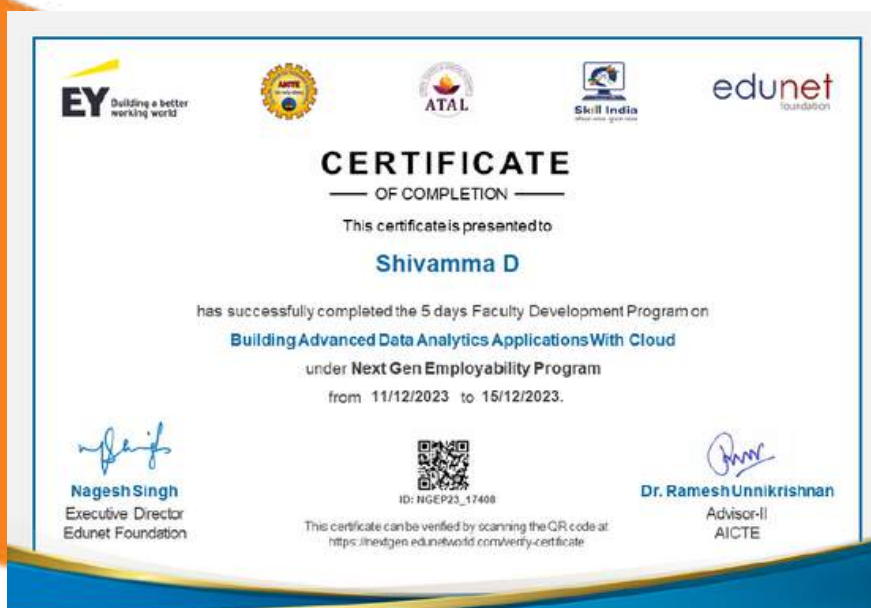 EY Building a better
working world
AICTE
ATAL
Skill India
edunet
foundation
CERTIFICATE
OF COMPLETION
This certificate is presented to
Shivamma D
has successfully completed the 5 days Faculty Development Program on
Building Advanced Data Analytics Applications With Cloud
under Next Gen Employability Program
from 11/12/2023 to 15/12/2023.
Nagesh Singh
Executive Director
Edunet Foundation
ID: NGEP23_17408
This certificate can be verified by scanning the QR code at
https://nextgen.edunetworld.com/verify-certificate
Dr. Ramesh Unnikrishnan
Advisor-II
AICTE